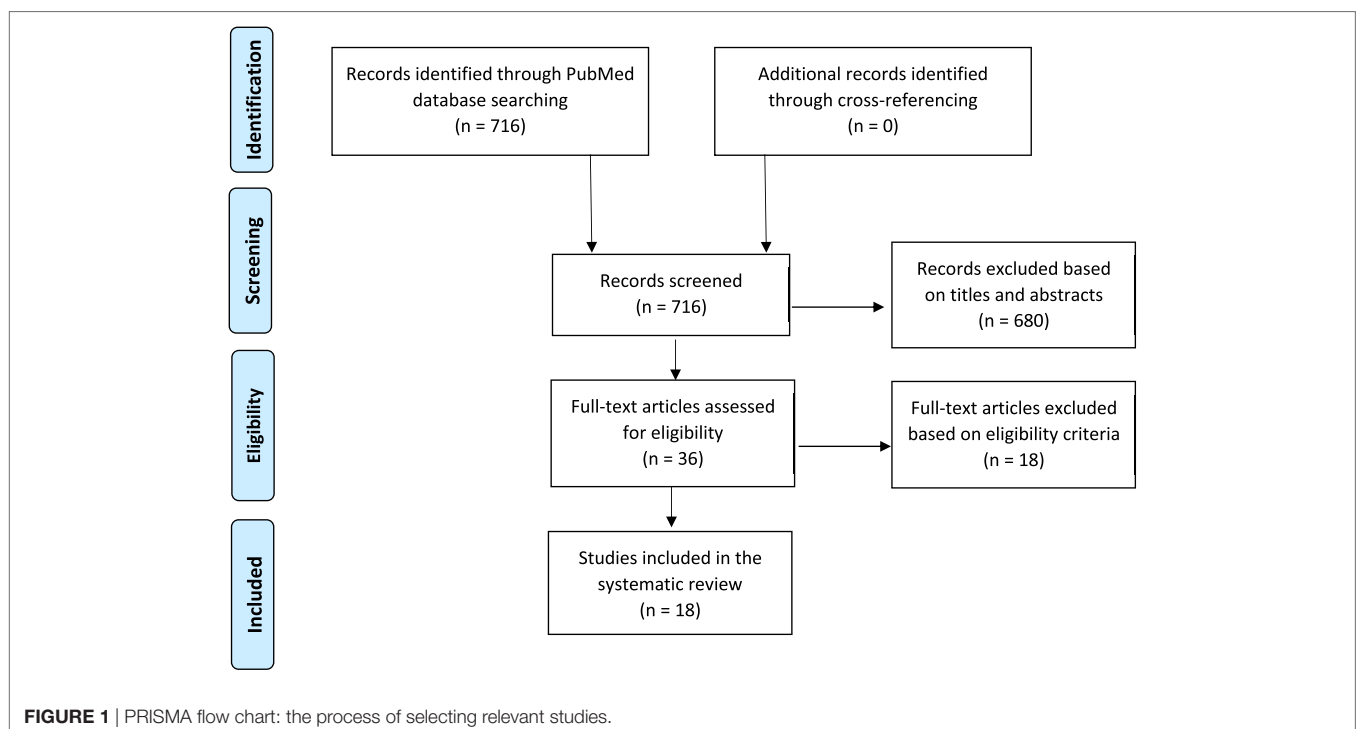 Identification
Records identified through PubMed
database searching
(n = 716)
Additional records identified
through cross-referencing
(n = 0)
Screening
Records screened
(n = 716)
Records excluded based
on titles and abstracts
(n = 680)
Eligibility
Full-text articles assessed
for eligibility
(n = 36)
Full-text articles excluded
based on eligibility criteria
(n = 18)
Included
Studies included in the
systematic review
(n = 18)
FIGURE 1 | PRISMA flow chart: the process of selecting relevant studies.